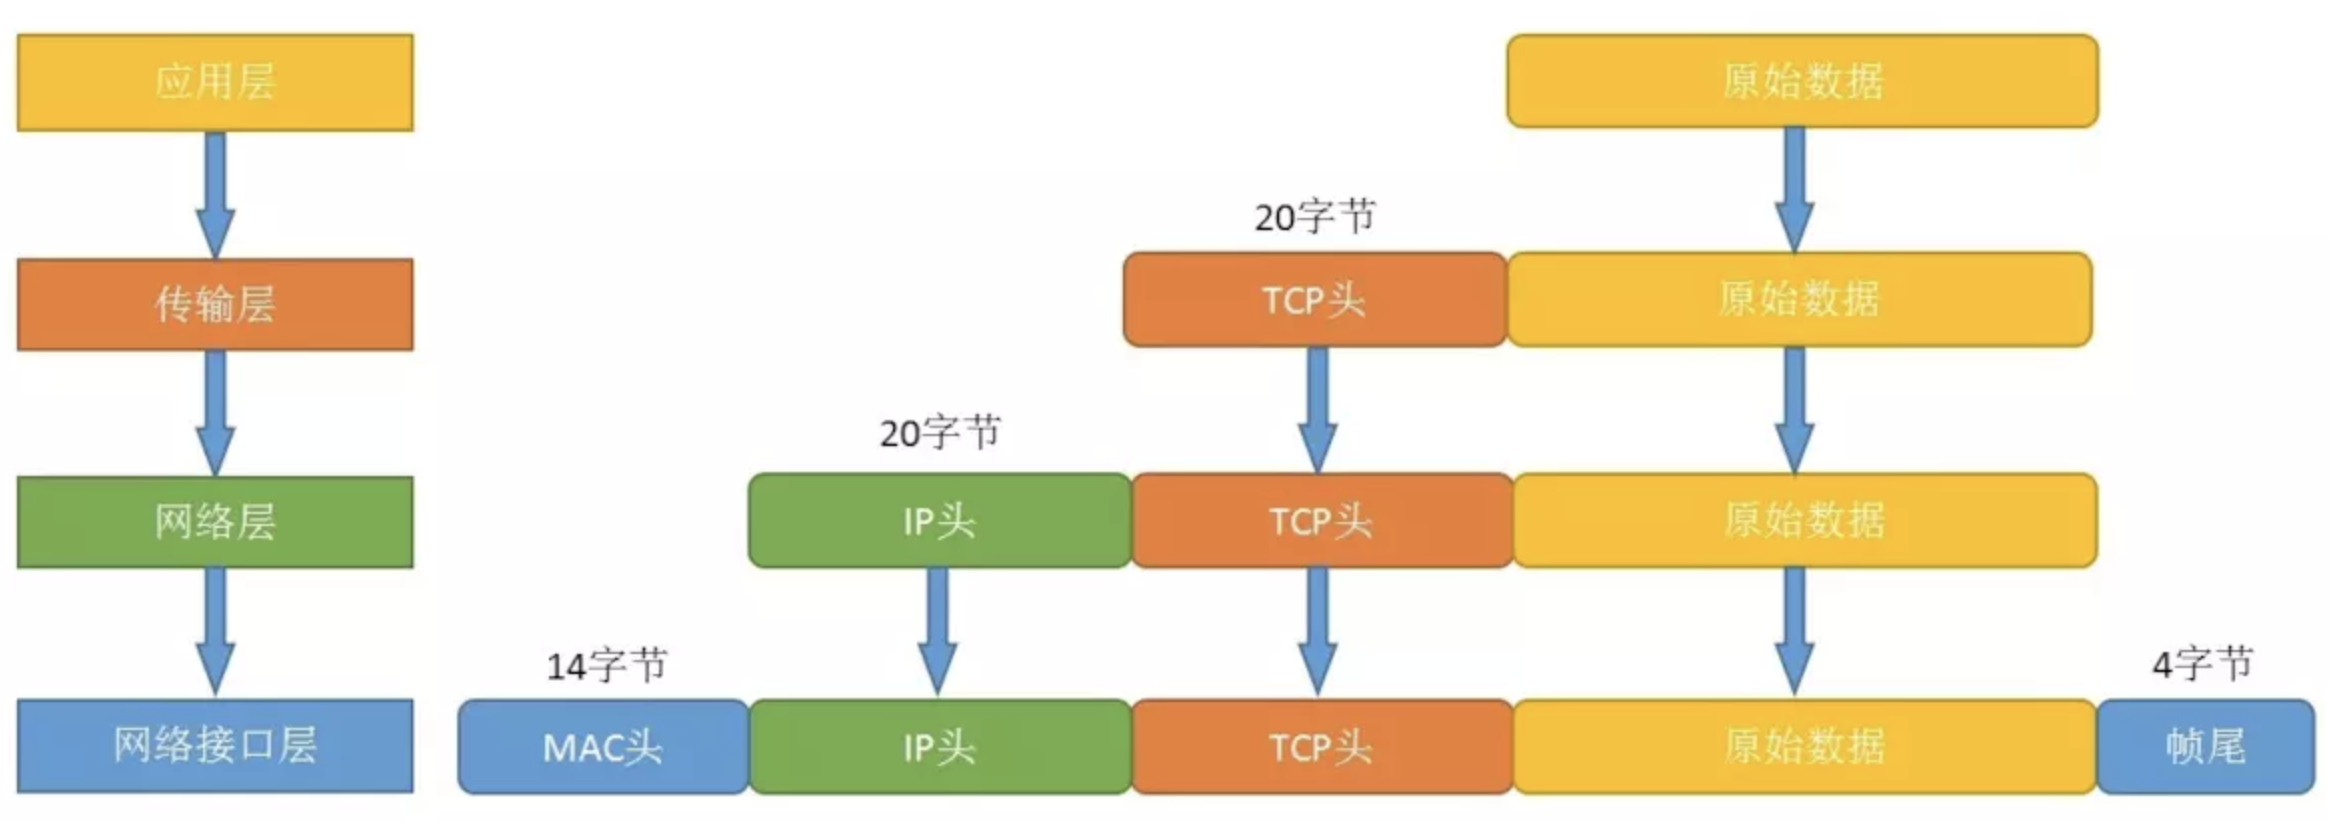 应用层
原始数据
20字节
传输层
TCP头
原始数据
20字节
网络层
IP头
TCP头
原始数据
14字节
4字节
网络接口层
MAC头
IP头
TCP头
原始数据
帧尾